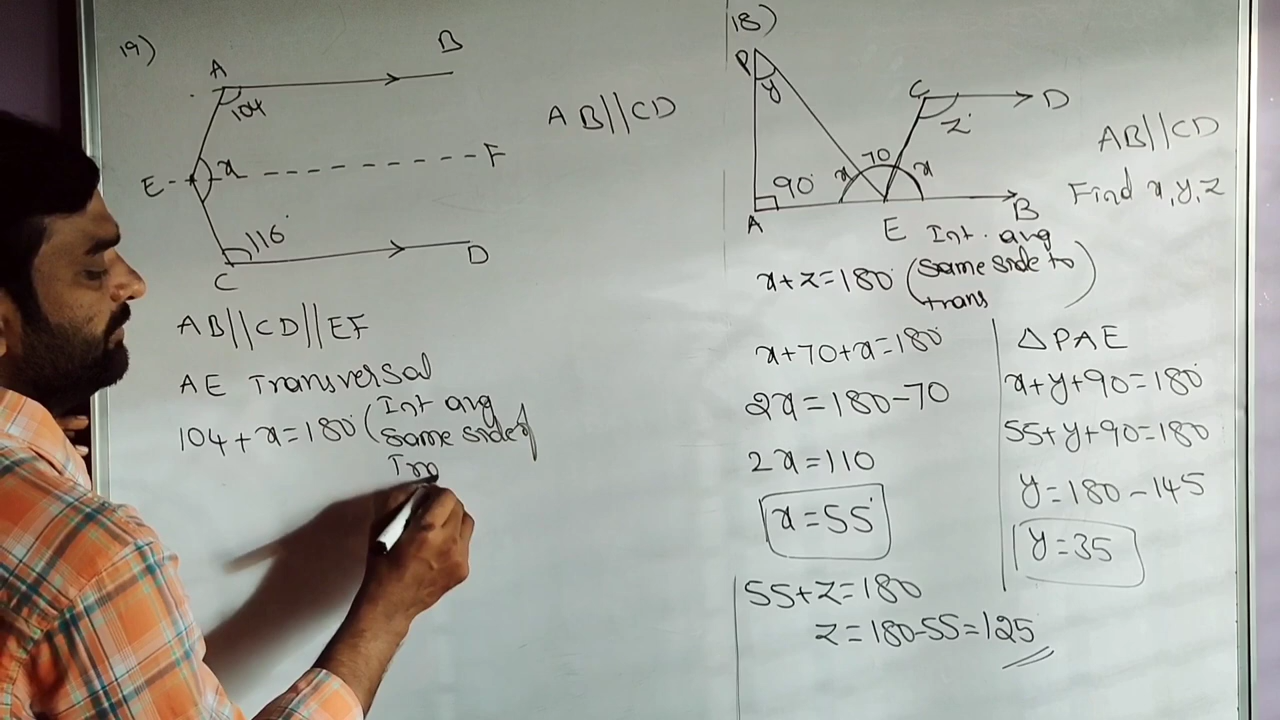 19)
A
B
104
E
x
F
116°
C
D
AB//CD
AB//CD//EF
AE Transversal
104+x=180° (Int ang
Same side of
Tra
18)
P
y
C
D
z°
70
x
x
90°
A
E
B
AB//CD
Find x,y,z
Int. ang
x+z=180° (Same side to
trans)
x+70+x=180°
2x=180-70
2x=110
x=55°
55+z=180
z=180-55=125
△PAE
x+y+90=180°
55+y+90=180
y=180-145
y=35